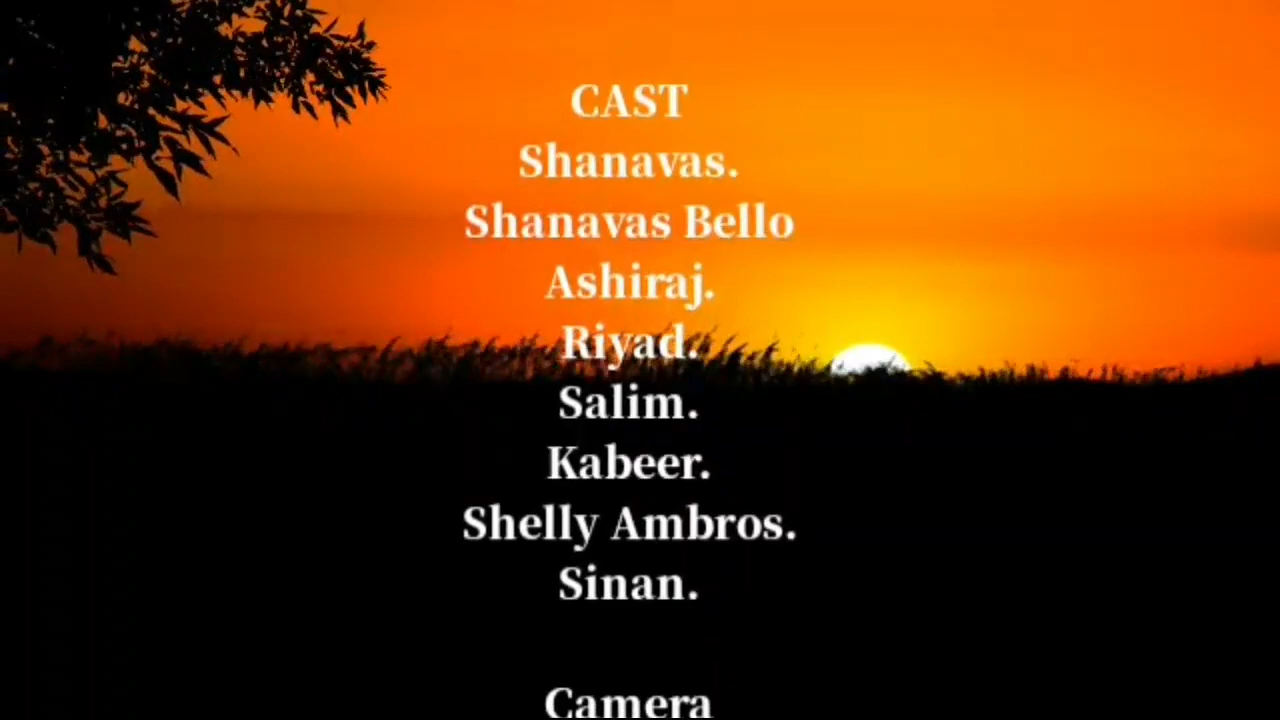 CAST
Shanavas.
Shanavas Bello
Ashiraj.
Riyad.
Salim.
Kabeer.
Shelly Ambros.
Sinan.
Camera